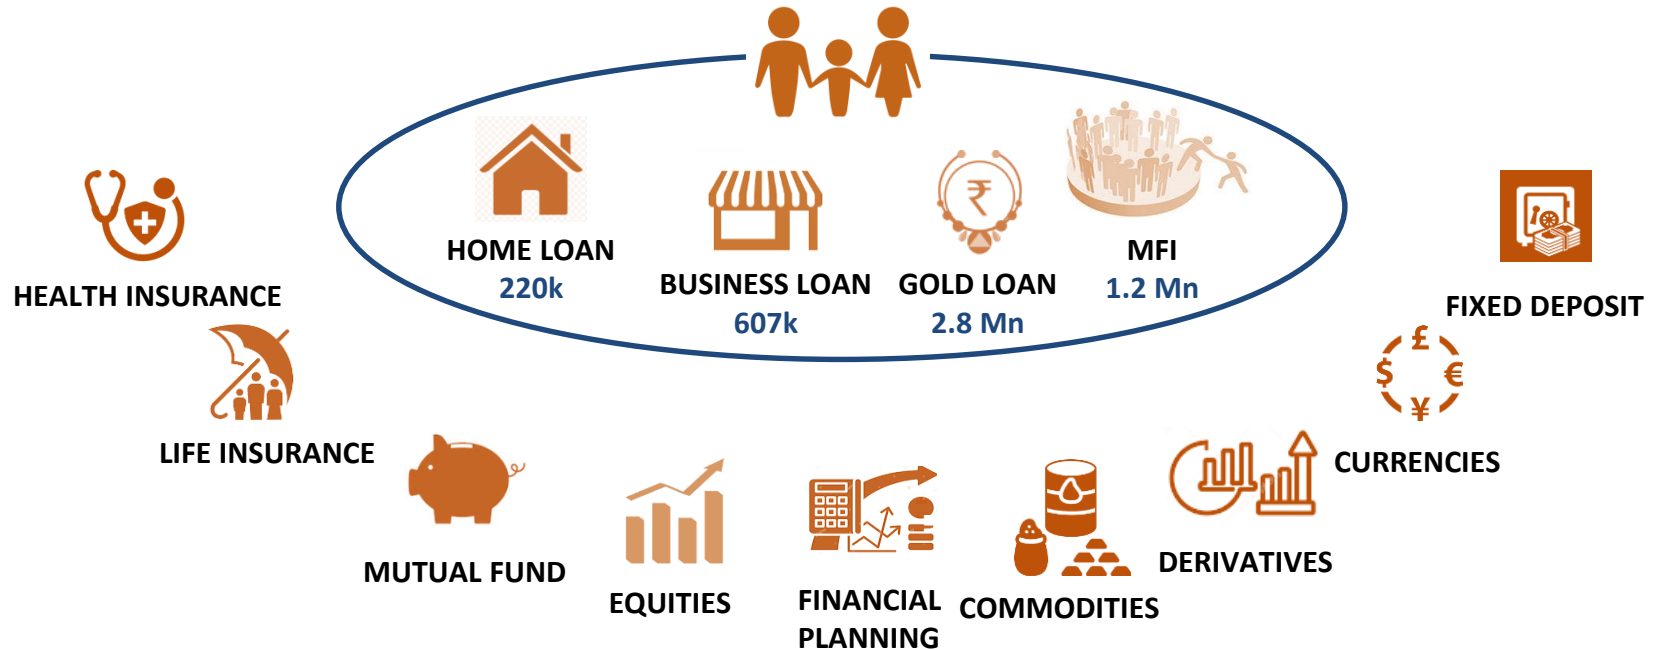 HOME LOAN
220k
BUSINESS LOAN
607k
₹
GOLD LOAN
2.8 Mn
MFI
1.2 Mn
HEALTH INSURANCE
LIFE INSURANCE
MUTUAL FUND
EQUITIES
FINANCIAL
PLANNING
COMMODITIES
DERIVATIVES
£
$ €
¥
CURRENCIES
FIXED DEPOSIT